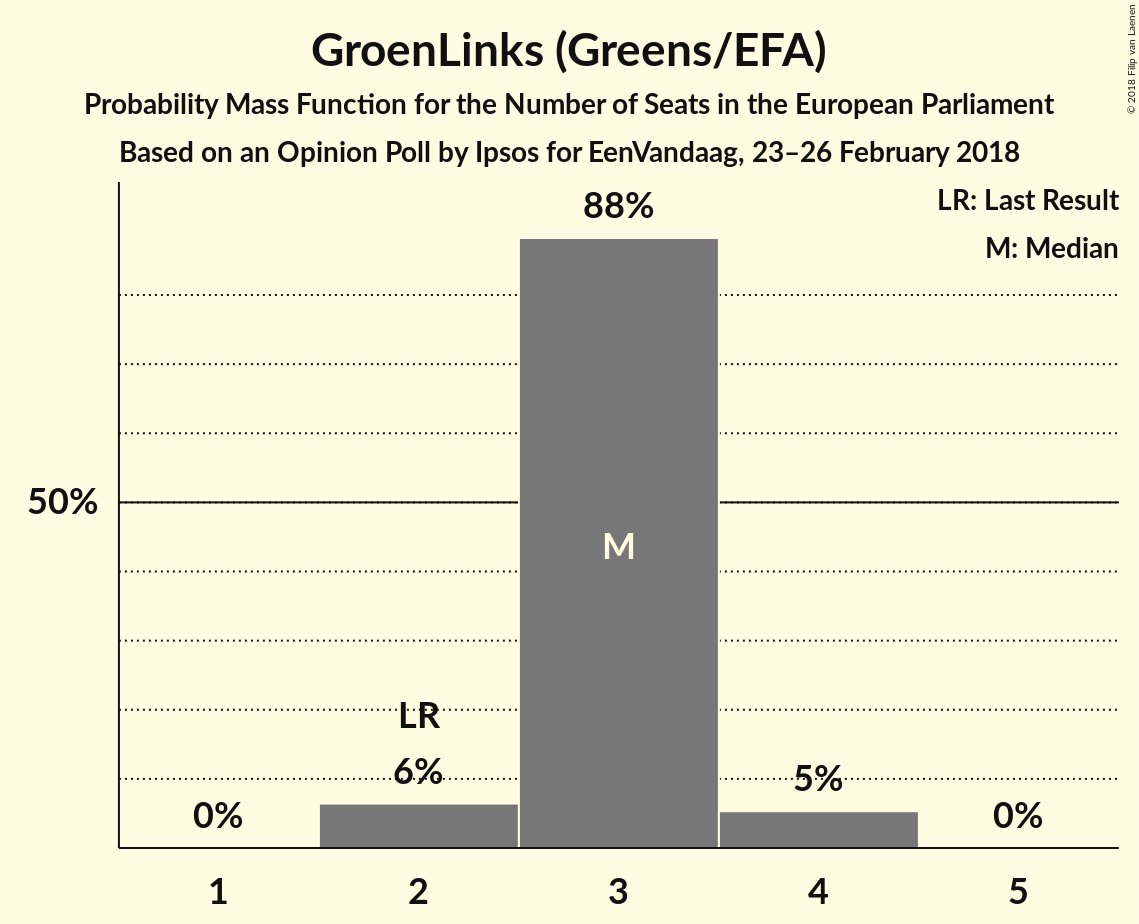 GroenLinks (Greens/EFA)
Probability Mass Function for the Number of Seats in the European Parliament
Based on an Opinion Poll by Ipsos for EenVandaag, 23–26 February 2018
© 2018 Filip van Laenen
LR: Last Result
M: Median
88%
50%
M
LR
6%
5%
0%
0%
1
2
3
4
5